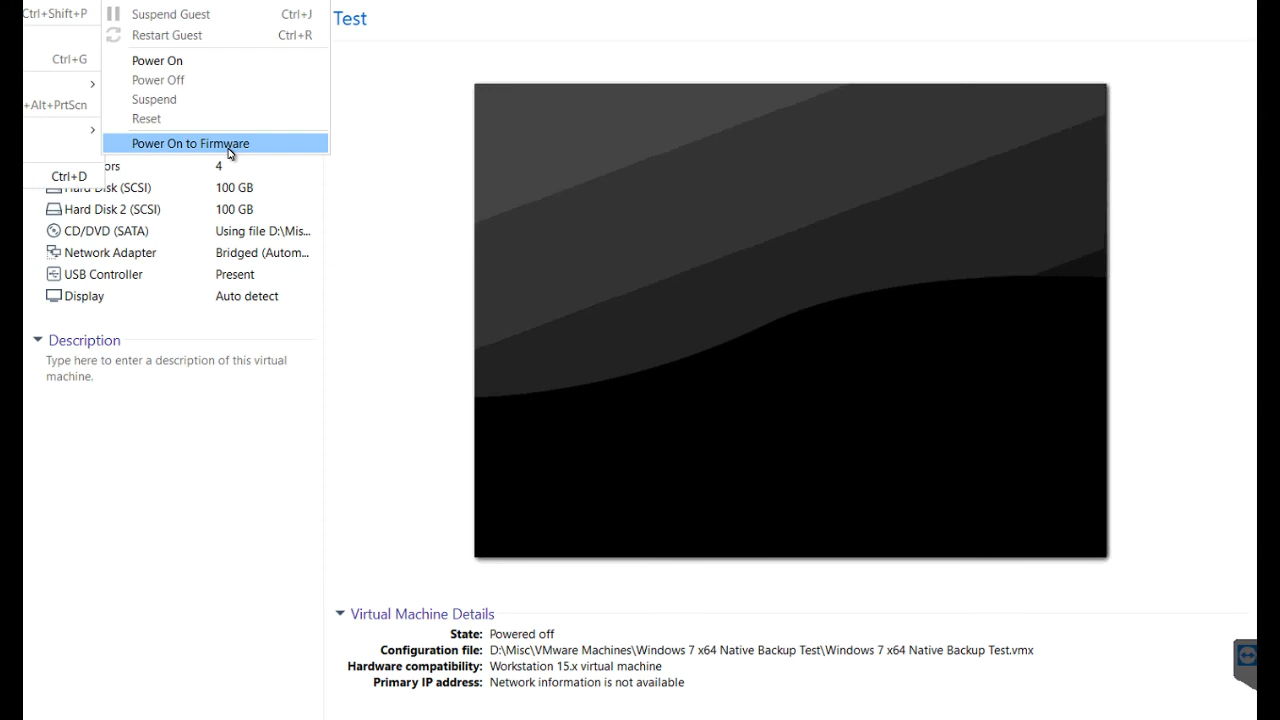 Ctrl+Shift+P
Ctrl+G
+Alt+PrtScn
Ctrl+D
Suspend Guest Ctrl+J
Restart Guest Ctrl+R
Power On
Power Off
Suspend
Reset
Power On to Firmware
Test
ors 4
Hard Disk (SCSI) 100 GB
Hard Disk 2 (SCSI) 100 GB
CD/DVD (SATA) Using file D:\Mis...
Network Adapter Bridged (Autom...
USB Controller Present
Display Auto detect
Description
Type here to enter a description of this virtual
machine.
Virtual Machine Details
State: Powered off
Configuration file: D:\Misc\VMware Machines\Windows 7 x64 Native Backup Test\Windows 7 x64 Native Backup Test.vmx
Hardware compatibility: Workstation 15.x virtual machine
Primary IP address: Network information is not available